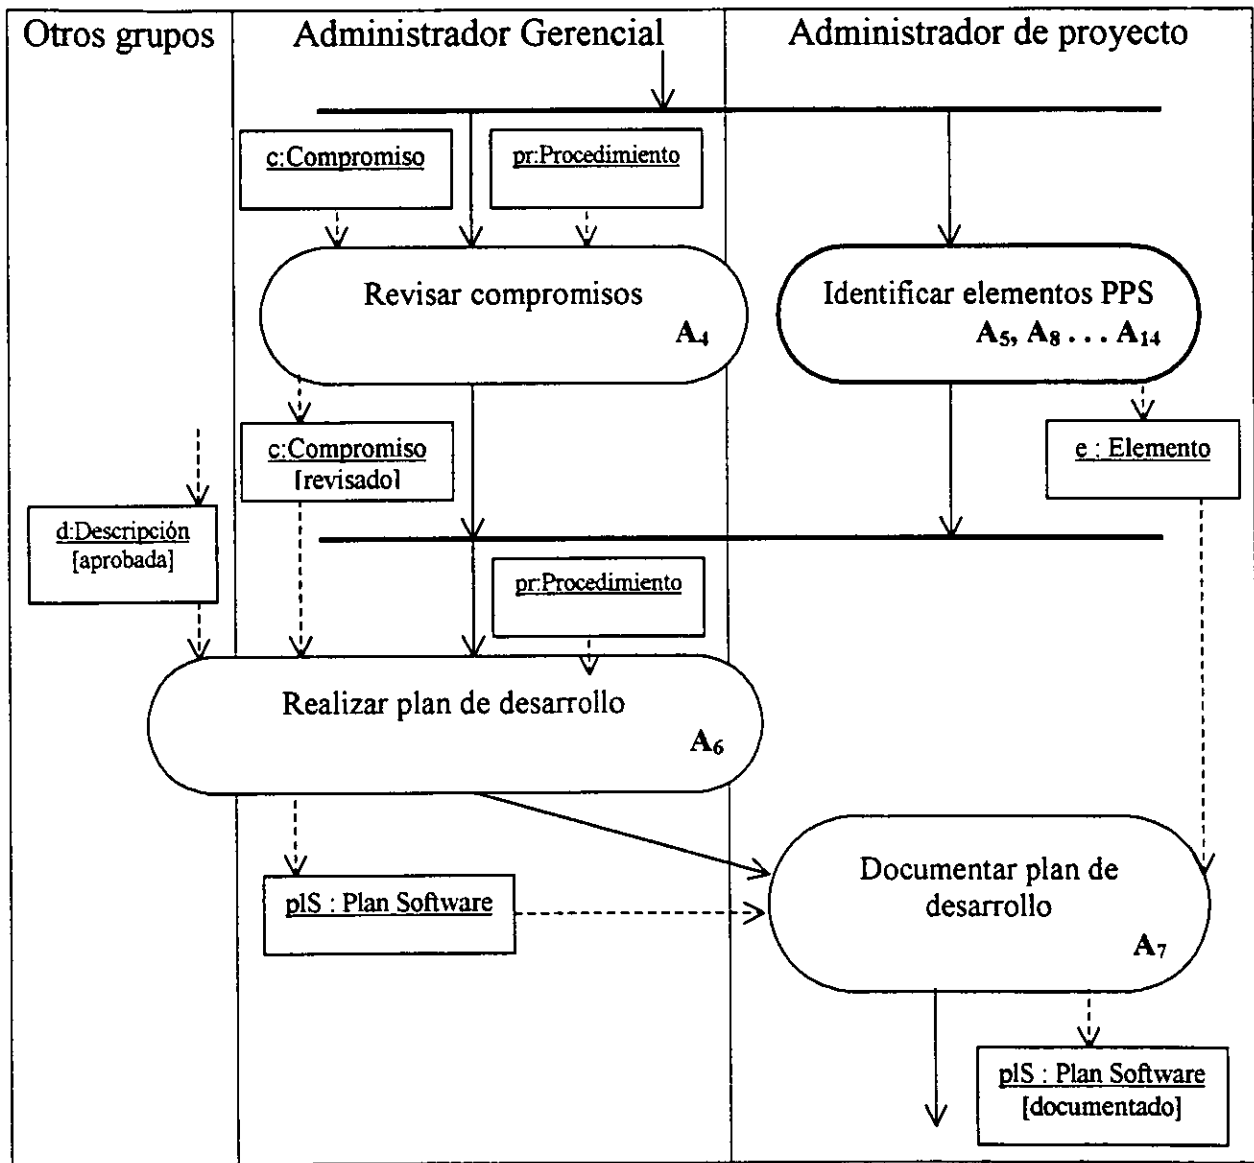 Otros grupos
Administrador Gerencial
Administrador de proyecto
c:Compromiso
pr:Procedimiento
Revisar compromisos
A₄
Identificar elementos PPS
A₅, A₈ . . . A₁₄
c:Compromiso
[revisado]
e : Elemento
d:Descripción
[aprobada]
pr:Procedimiento
Realizar plan de desarrollo
A₆
Documentar plan de
desarrollo
A₇
plS : Plan Software
plS : Plan Software
[documentado]